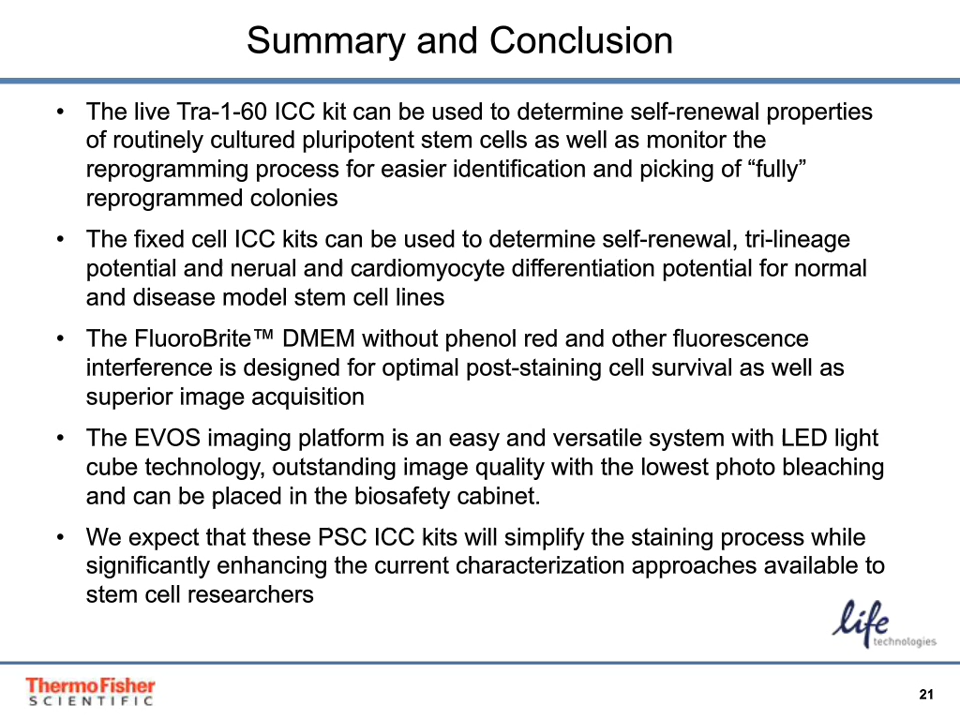 Summary and Conclusion
• The live Tra-1-60 ICC kit can be used to determine self-renewal properties
of routinely cultured pluripotent stem cells as well as monitor the
reprogramming process for easier identification and picking of “fully”
reprogrammed colonies
• The fixed cell ICC kits can be used to determine self-renewal, tri-lineage
potential and nerual and cardiomyocyte differentiation potential for normal
and disease model stem cell lines
• The FluoroBrite™ DMEM without phenol red and other fluorescence
interference is designed for optimal post-staining cell survival as well as
superior image acquisition
• The EVOS imaging platform is an easy and versatile system with LED light
cube technology, outstanding image quality with the lowest photo bleaching
and can be placed in the biosafety cabinet.
• We expect that these PSC ICC kits will simplify the staining process while
significantly enhancing the current characterization approaches available to
stem cell researchers
life
technologies
ThermoFisher
SCIENTIFIC
21